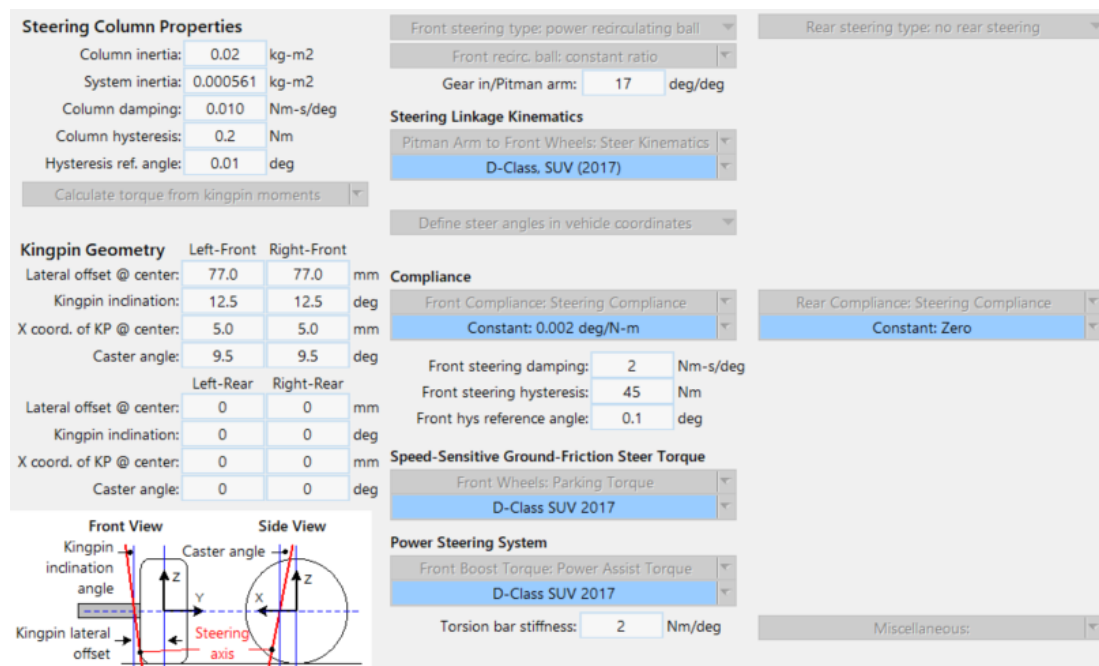 Steering Column Properties
Column inertia: 0.02 kg-m2
System inertia: 0.000561 kg-m2
Column damping: 0.010 Nm-s/deg
Column hysteresis: 0.2 Nm
Hysteresis ref. angle: 0.01 deg
Calculate torque from kingpin moments
Kingpin Geometry Left-Front Right-Front
Lateral offset @ center: 77.0 77.0 mm
Kingpin inclination: 12.5 12.5 deg
X coord. of KP @ center: 5.0 5.0 mm
Caster angle: 9.5 9.5 deg
Left-Rear Right-Rear
Lateral offset @ center: 0 0 mm
Kingpin inclination: 0 0 deg
X coord. of KP @ center: 0 0 mm
Caster angle: 0 0 deg
Front View Side View
Kingpin
inclination
angle
Caster angle
Z
Y
Z
X
Kingpin lateral
offset
Steering
axis
Front steering type: power recirculating ball
Front recirc. ball: constant ratio
Gear in/Pitman arm: 17 deg/deg
Steering Linkage Kinematics
Pitman Arm to Front Wheels: Steer Kinematics
D-Class, SUV (2017)
Define steer angles in vehicle coordinates
Compliance
Front Compliance: Steering Compliance
Constant: 0.002 deg/N-m
Front steering damping: 2 Nm-s/deg
Front steering hysteresis: 45 Nm
Front hys reference angle: 0.1 deg
Speed-Sensitive Ground-Friction Steer Torque
Front Wheels: Parking Torque
D-Class SUV 2017
Power Steering System
Front Boost Torque: Power Assist Torque
D-Class SUV 2017
Torsion bar stiffness: 2 Nm/deg
Rear steering type: no rear steering
Rear Compliance: Steering Compliance
Constant: Zero
Miscellaneous: